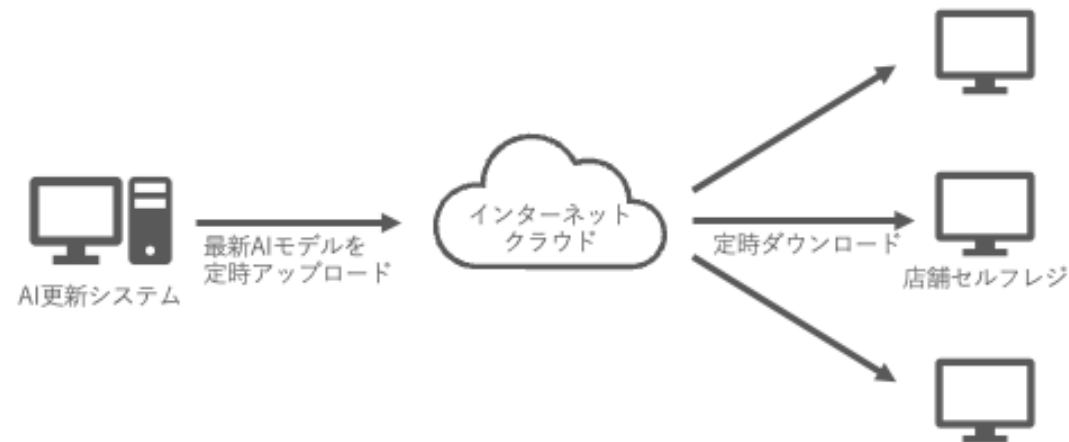 最新AIモデルを
定時アップロード
AI更新システム
インターネット
クラウド
定時ダウンロード
店舗セルフレジ